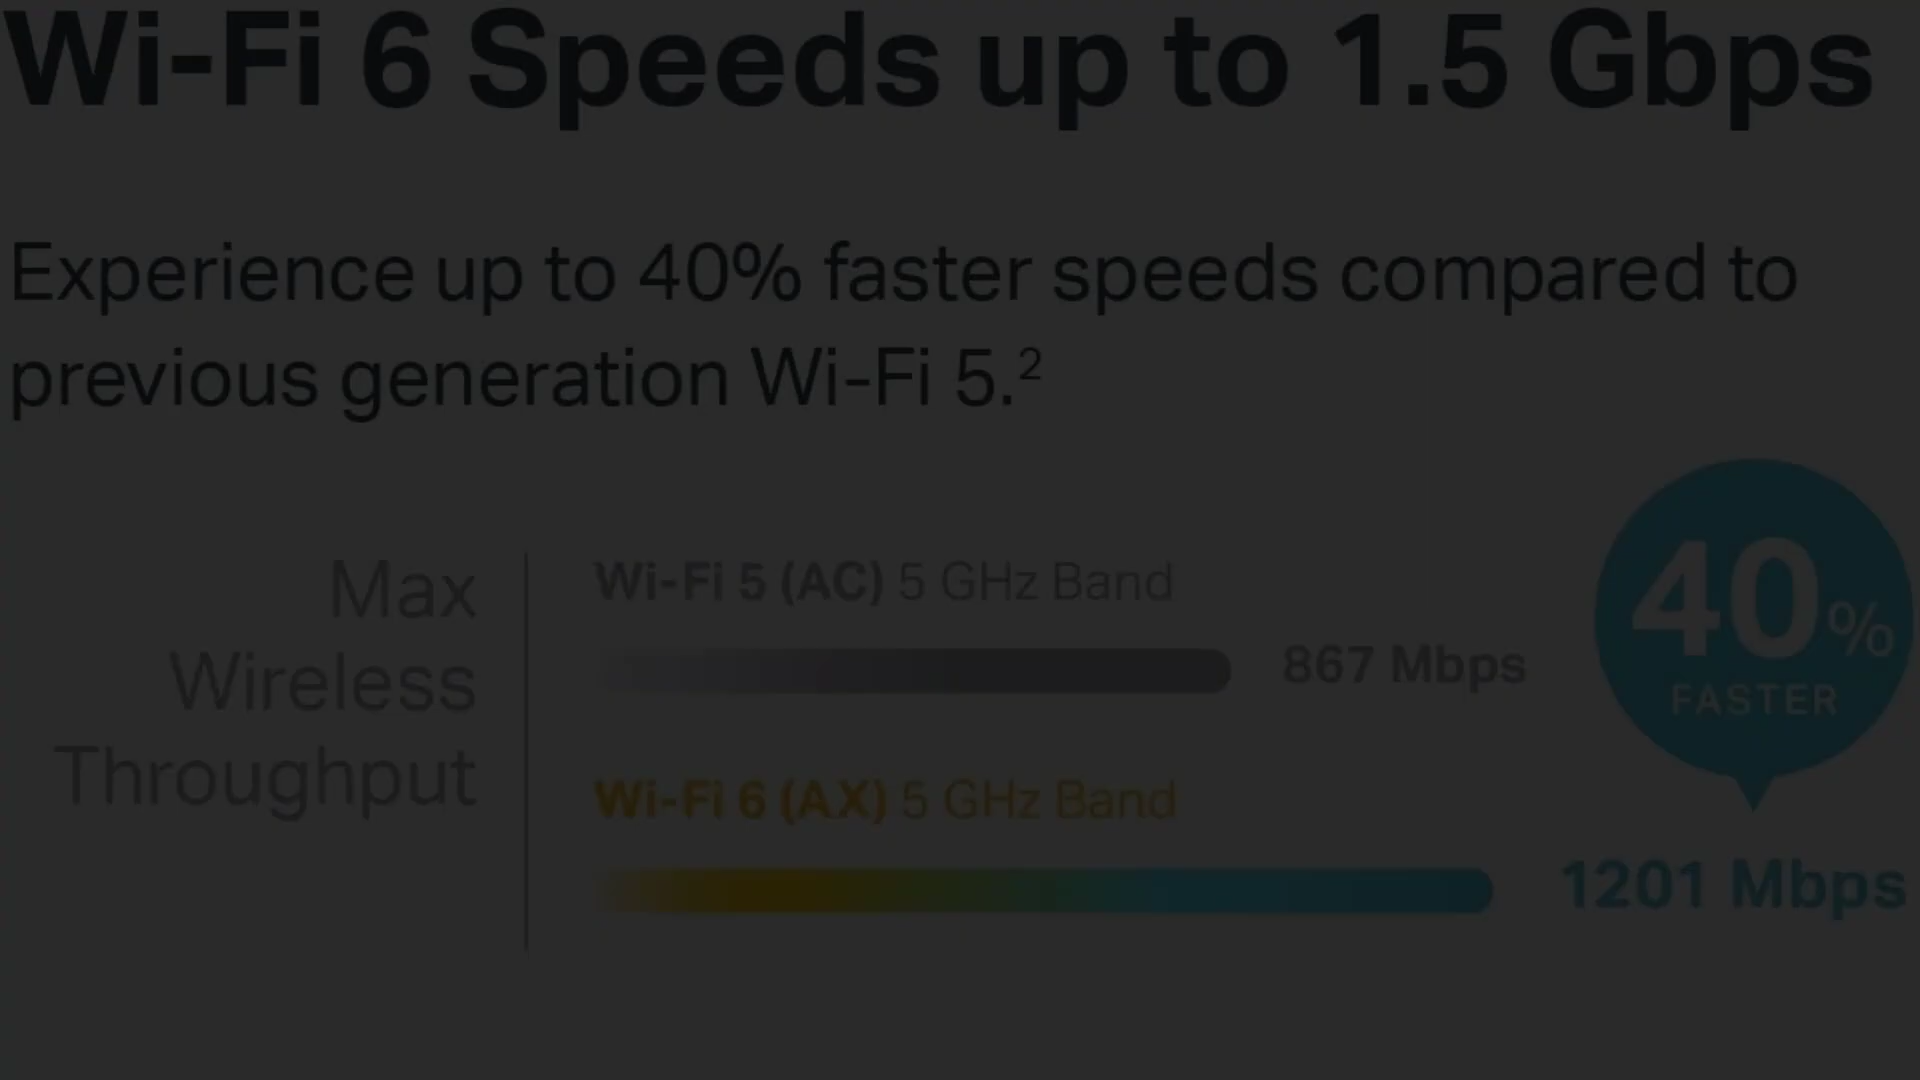 Wi-Fi 6 Speeds up to 1.5 Gbps
Experience up to 40% faster speeds compared to
previous generation Wi-Fi 5.²
Max
Wireless
Throughput
Wi-Fi 5 (AC) 5 GHz Band
867 Mbps
40%
FASTER
Wi-Fi 6 (AX) 5 GHz Band
1201 Mbps